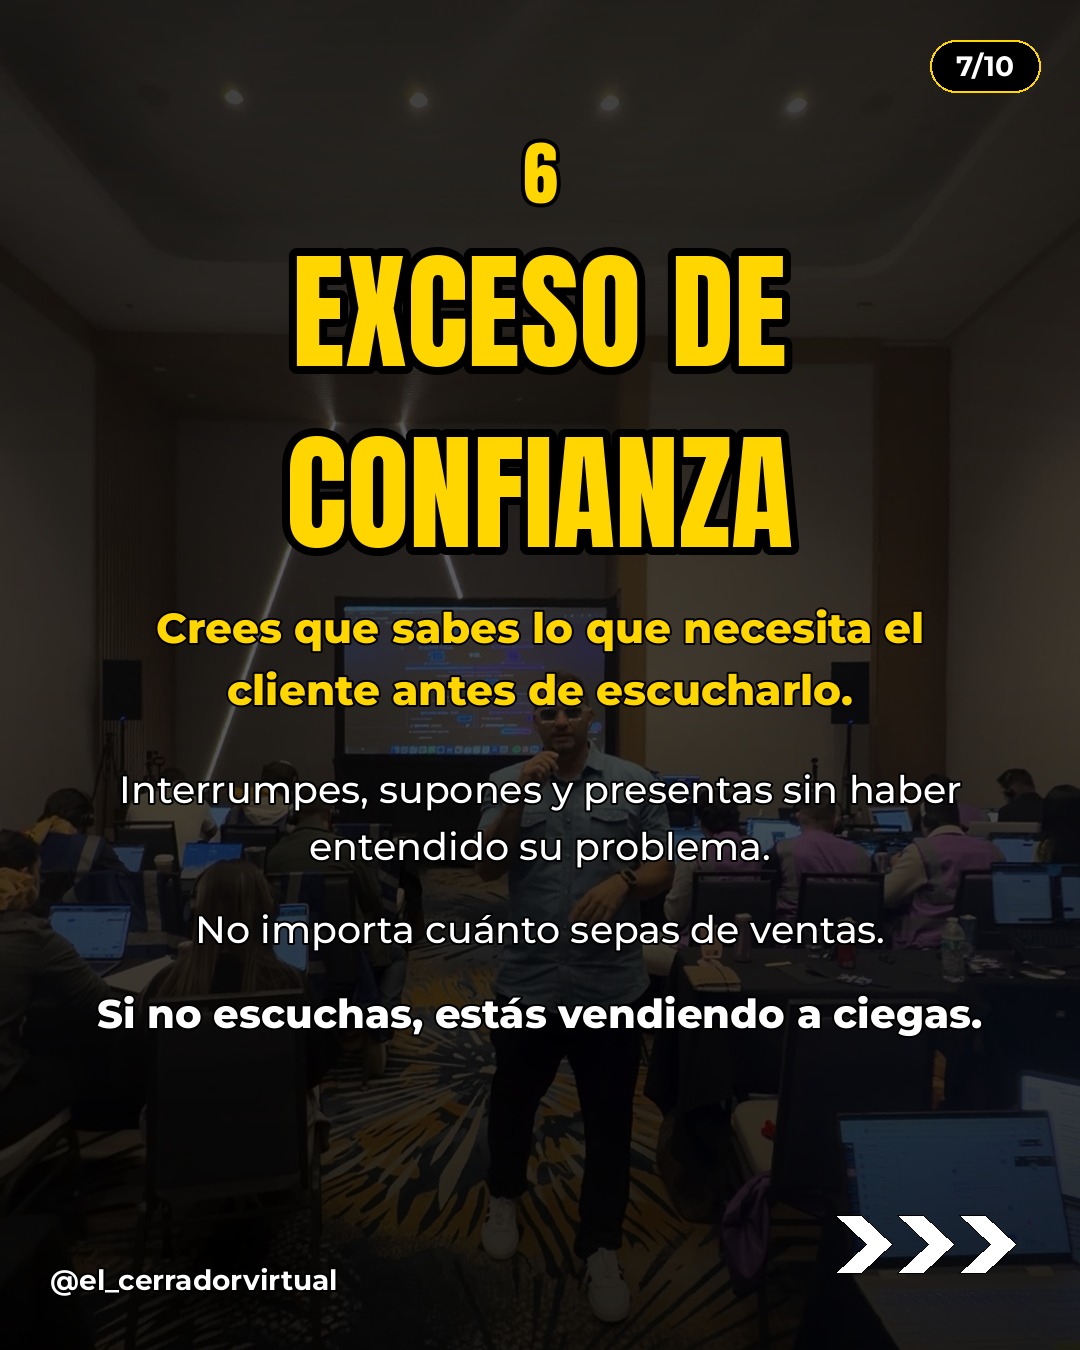 7/10
6
EXCESO DE
CONFIANZA
Crees que sabes lo que necesita el
cliente antes de escucharlo.
Interrumpes, supones y presentas sin haber
entendido su problema.
No importa cuánto sepas de ventas.
Si no escuchas, estás vendiendo a ciegas.
@el_cerradorvirtual